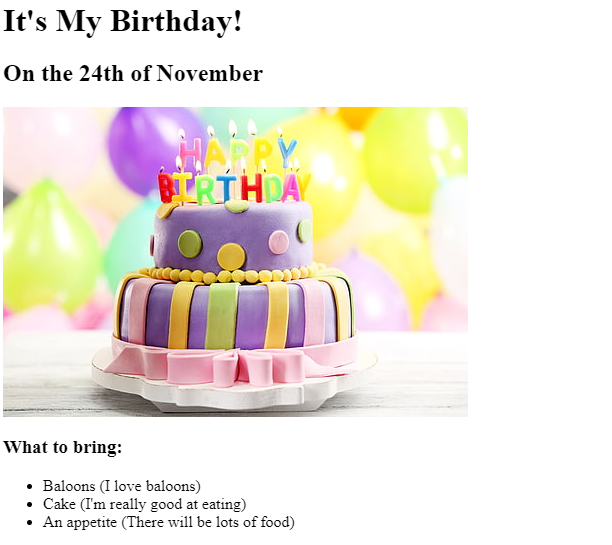 It's My Birthday!
On the 24th of November
HAPPY
BIRTHDAY
What to bring:
Baloons (I love baloons)
Cake (I'm really good at eating)
An appetite (There will be lots of food)